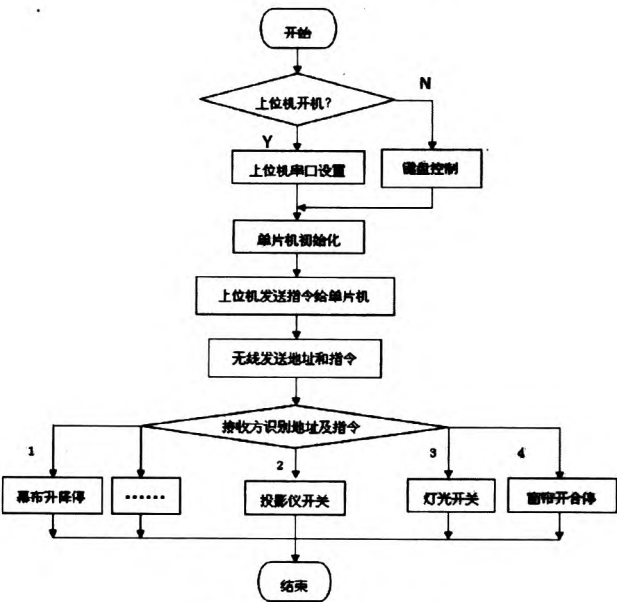 开始
上位机开机?
N
Y
上位机串口设置
键盘控制
单片机初始化
上位机发送指令给单片机
无线发送地址和指令
接收方识别地址及指令
1
2
3
4
幕布升降停
······
投影仪开关
灯光开关
窗帘开合停
结束